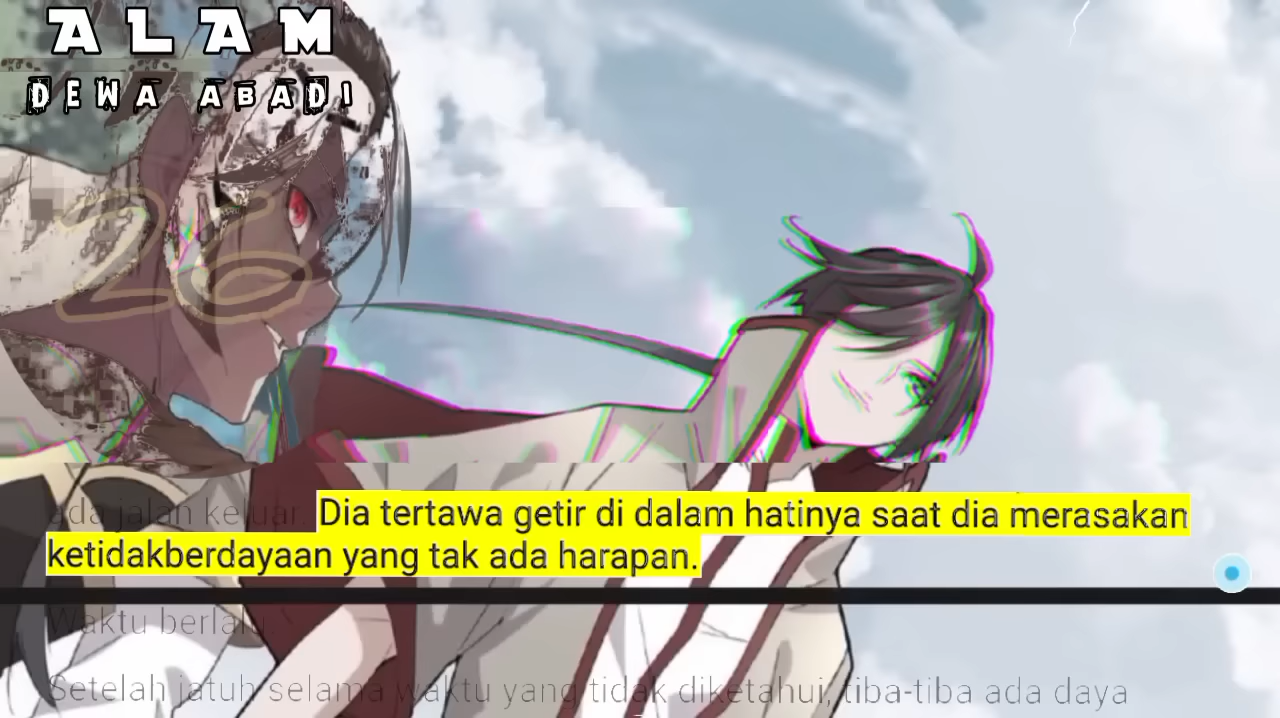 ALAM
DEWA ABADI
26
ada jalan keluar. Dia tertawa getir di dalam hatinya saat dia merasakan
ketidakberdayaan yang tak ada harapan.
Waktu berlalu.
Setelah jatuh selama waktu yang tidak diketahui, tiba-tiba ada daya